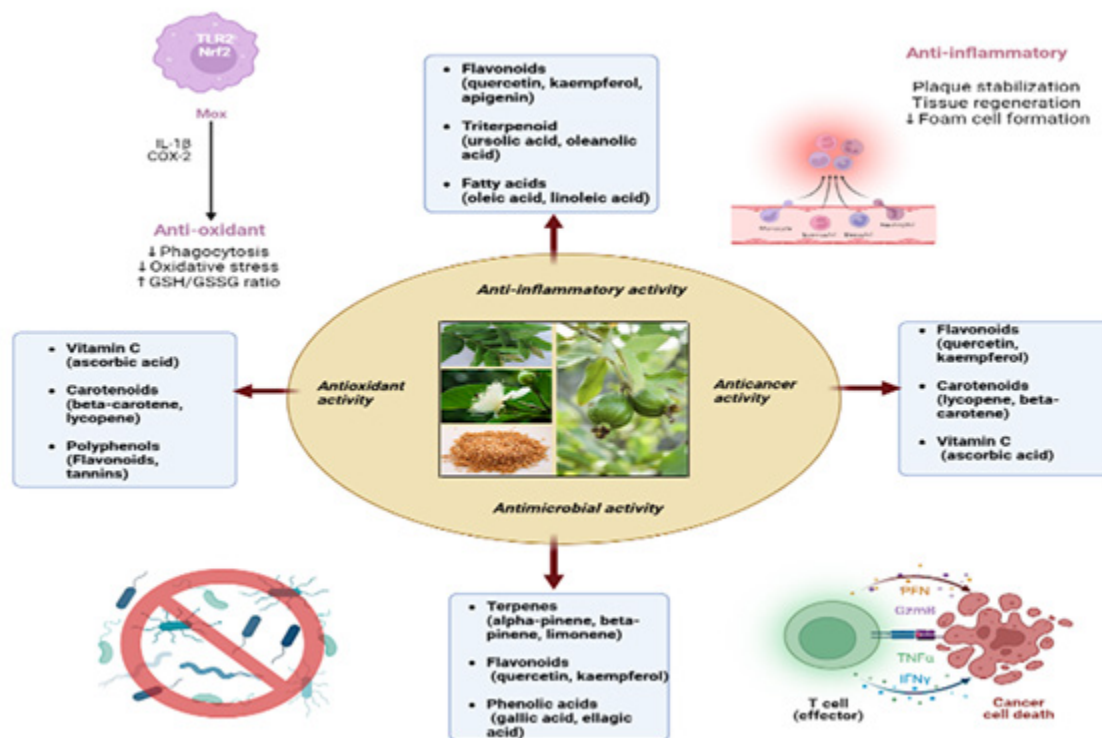 TLR2
Nrf2
Mox
IL-1β
COX-2
Anti-oxidant
↓ Phagocytosis
↓ Oxidative stress
↑ GSH/GSSG ratio
• Flavonoids
(quercetin, kaempferol,
apigenin)
• Triterpenoid
(ursolic acid, oleanolic
acid)
• Fatty acids
(oleic acid, linoleic acid)
Anti-inflammatory
Plaque stabilization
Tissue regeneration
↓ Foam cell formation
Monocyte
Neutrophil
Anti-inflammatory activity
• Vitamin C
(ascorbic acid)
• Carotenoids
(beta-carotene,
lycopene)
• Polyphenols
(Flavonoids,
tannins)
Antioxidant
activity
Anticancer
activity
• Flavonoids
(quercetin,
kaempferol)
• Carotenoids
(lycopene, beta-
carotene)
• Vitamin C
(ascorbic acid)
Antimicrobial activity
• Terpenes
(alpha-pinene, beta-
pinene, limonene)
• Flavonoids
(quercetin, kaempferol)
• Phenolic acids
(gallic acid, ellagic
acid)
PFN
GzmB
TNFα
IFNγ
T cell
(effector)
Cancer
cell death